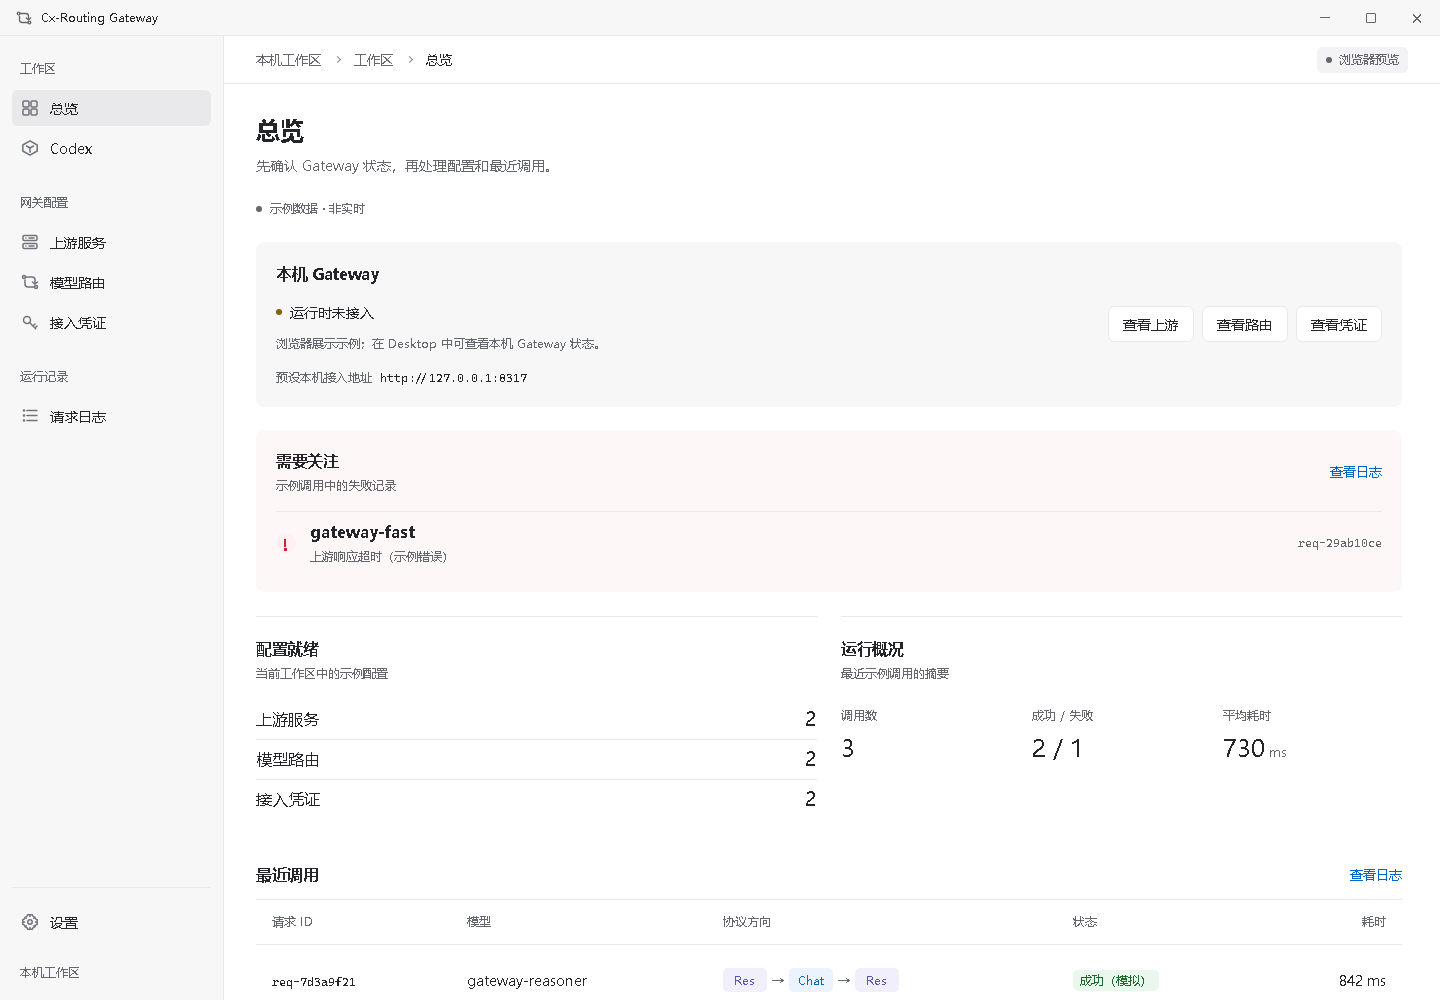 Cx-Routing Gateway
工作区
总览
Codex
网关配置
上游服务
模型路由
接入凭证
运行记录
请求日志
设置
本机工作区
本机工作区 › 工作区 › 总览
浏览器预览
总览
先确认 Gateway 状态，再处理配置和最近调用。
示例数据 · 非实时
本机 Gateway
运行时未接入
浏览器展示示例；在 Desktop 中可查看本机 Gateway 状态。
预设本机接入地址 http://127.0.0.1:8317
查看上游 查看路由 查看凭证
需要关注
示例调用中的失败记录
查看日志
!
gateway-fast
上游响应超时（示例错误）
req-29ab10ce
配置就绪
当前工作区中的示例配置
上游服务 2
模型路由 2
接入凭证 2
运行概况
最近示例调用的摘要
调用数 成功 / 失败 平均耗时
3 2 / 1 730 ms
最近调用 查看日志
请求 ID 模型 协议方向 状态 耗时
req-7d3a9f21 gateway-reasoner Res → Chat → Res 成功（模拟） 842 ms